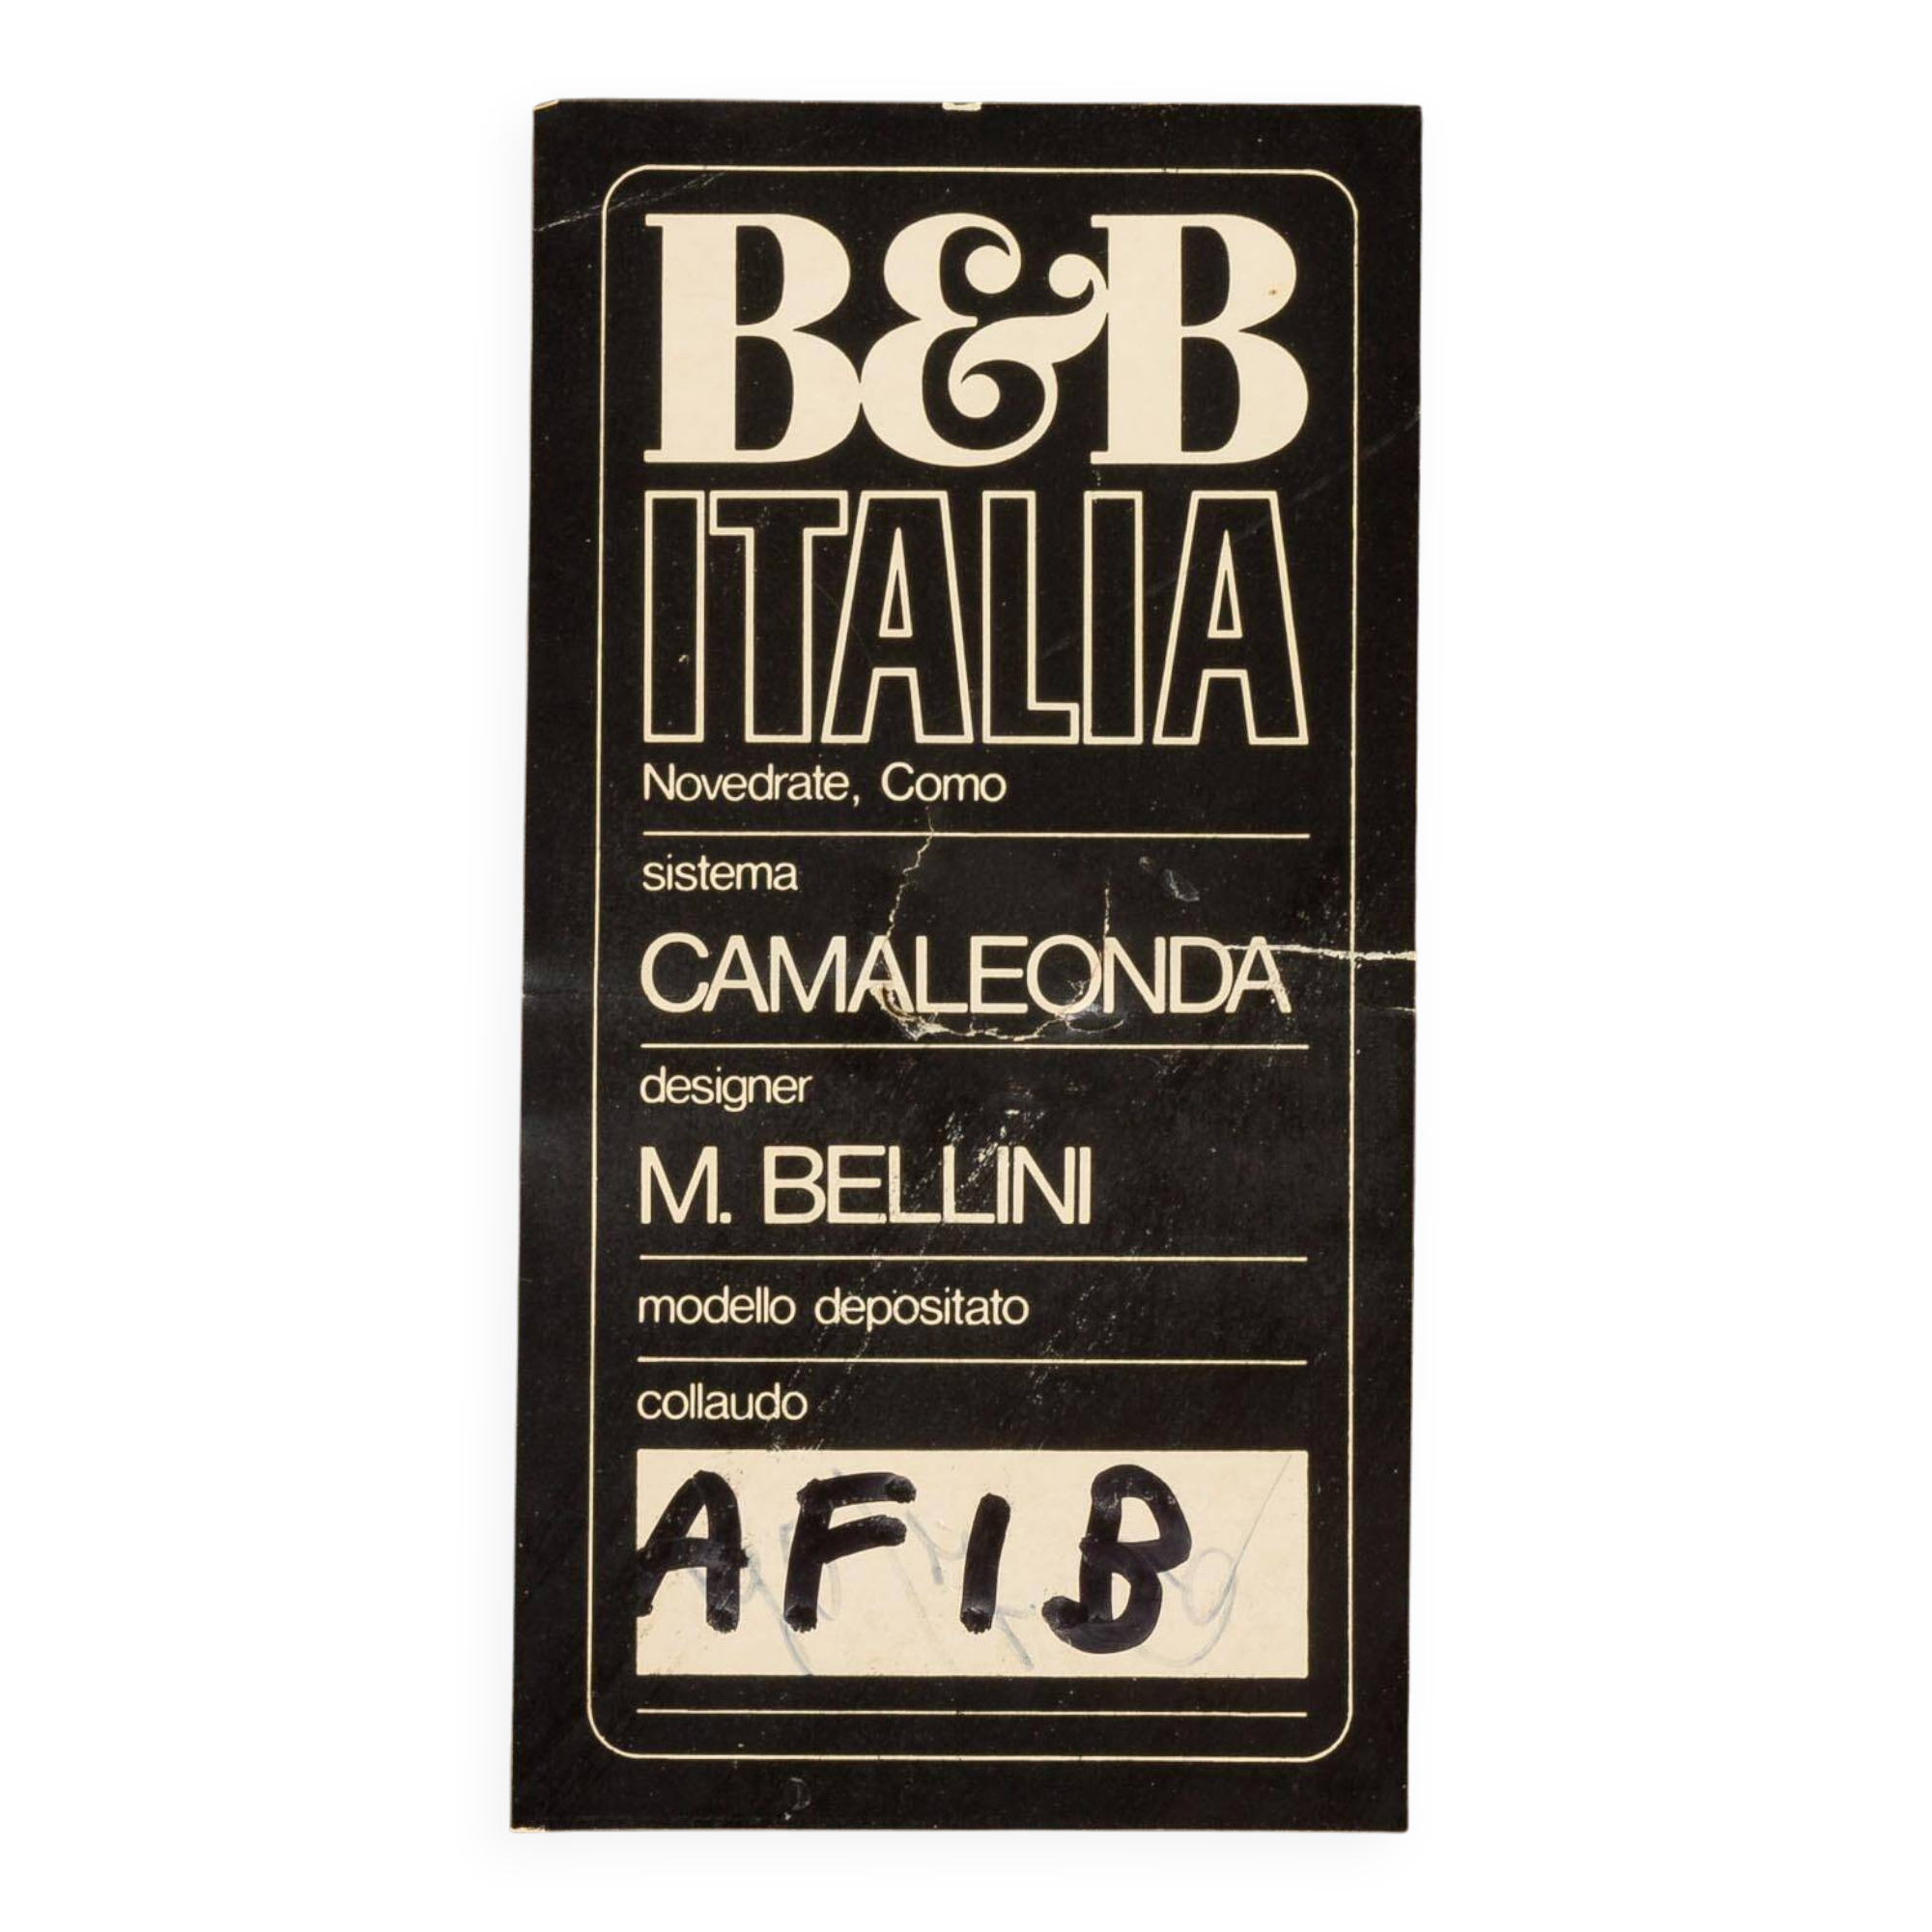 B&B
ITALIA
Novedrate, Como
sistema
CAMALEONDA
designer
M. BELLINI
modello depositato
collaudo
AFIB